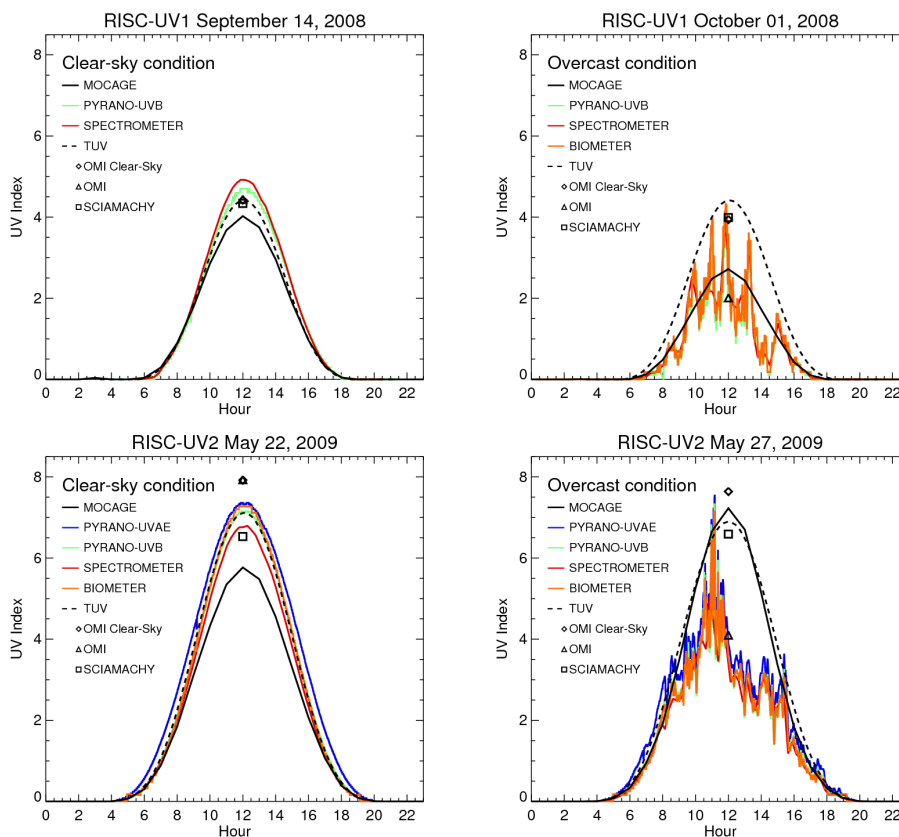 RISC-UV1 September 14, 2008
8
6
4
2
0
UV Index
Clear-sky condition
MOCAGE
PYRANO-UVB
SPECTROMETER
TUV
OMI Clear-Sky
OMI
SCIAMACHY
0 2 4 6 8 10 12 14 16 18 20 22
Hour
RISC-UV1 October 01, 2008
8
6
4
2
0
UV Index
Overcast condition
MOCAGE
PYRANO-UVB
SPECTROMETER
BIOMETER
TUV
OMI Clear-Sky
OMI
SCIAMACHY
0 2 4 6 8 10 12 14 16 18 20 22
Hour
RISC-UV2 May 22, 2009
8
6
4
2
0
UV Index
Clear-sky condition
MOCAGE
PYRANO-UVAE
PYRANO-UVB
SPECTROMETER
BIOMETER
TUV
OMI Clear-Sky
OMI
SCIAMACHY
0 2 4 6 8 10 12 14 16 18 20 22
Hour
RISC-UV2 May 27, 2009
8
6
4
2
0
UV Index
Overcast condition
MOCAGE
PYRANO-UVAE
PYRANO-UVB
SPECTROMETER
BIOMETER
TUV
OMI Clear-Sky
OMI
SCIAMACHY
0 2 4 6 8 10 12 14 16 18 20 22
Hour